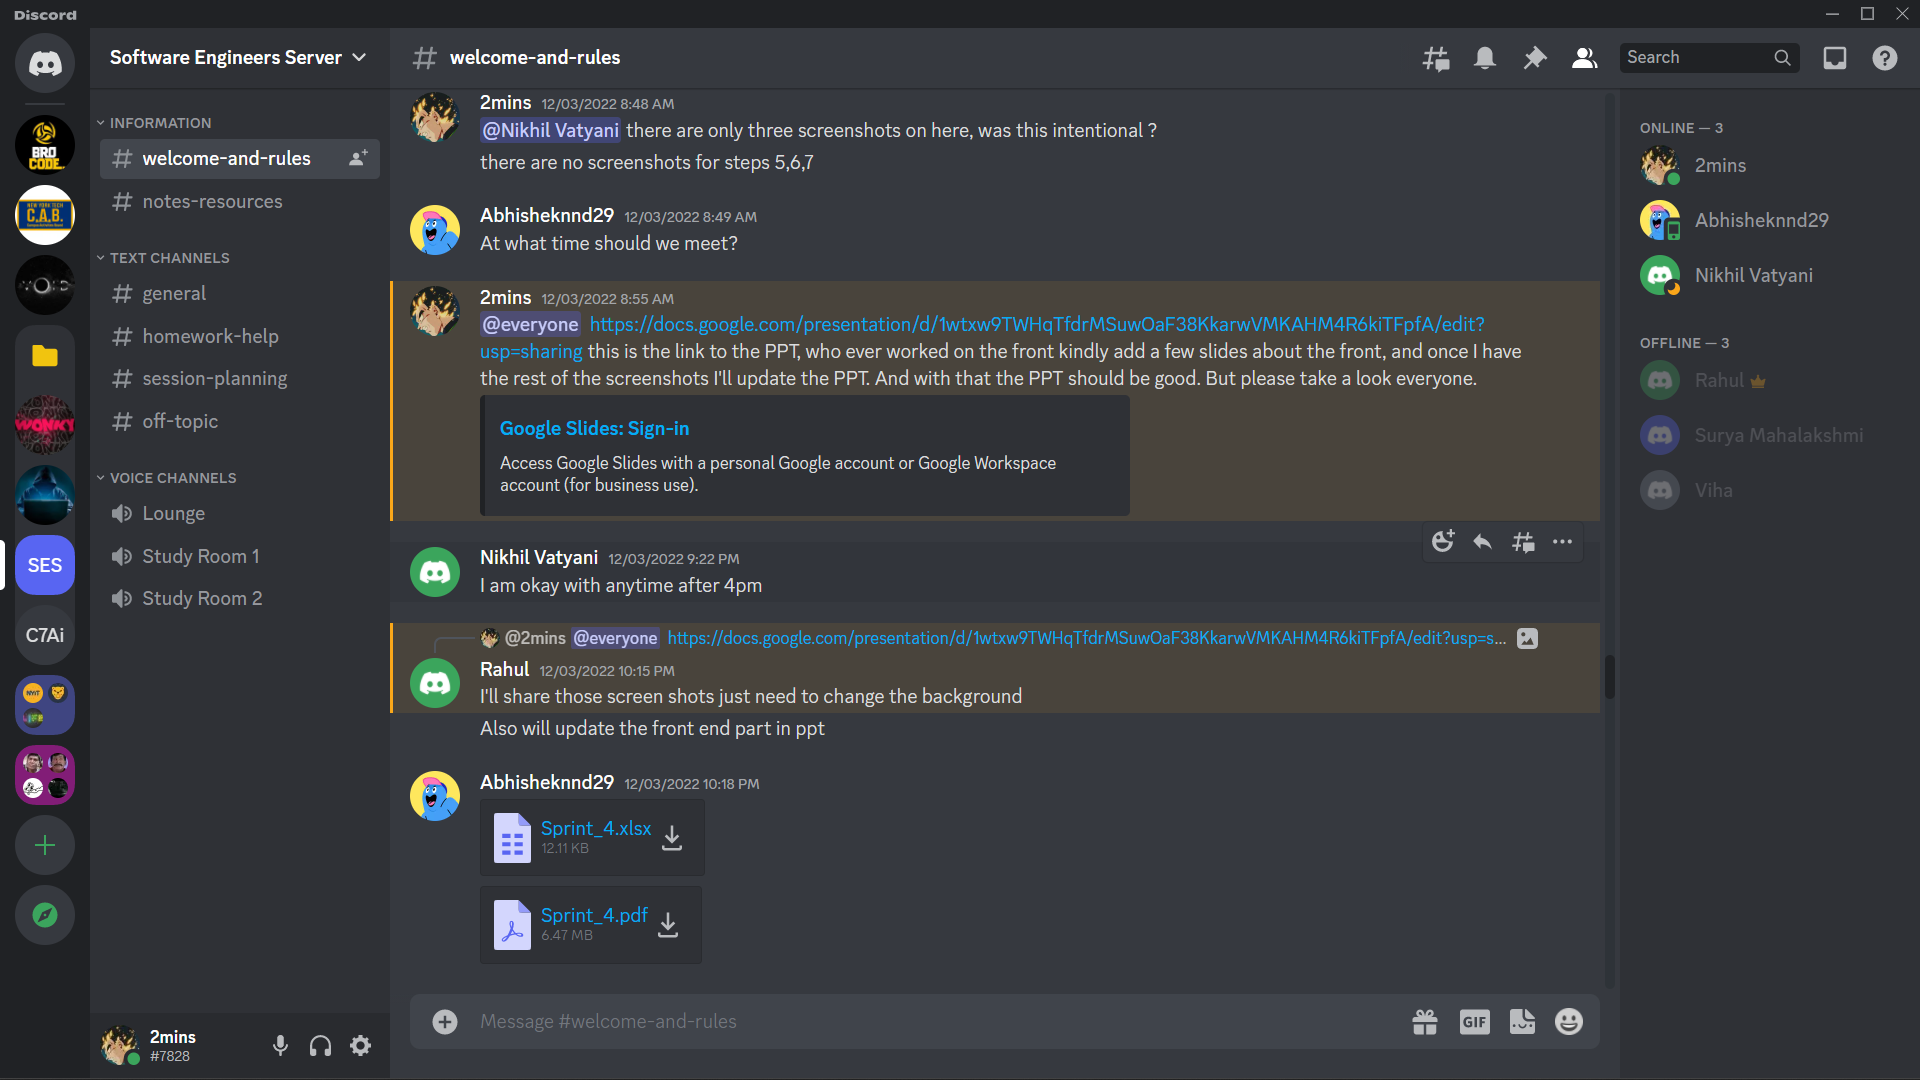 Discord
Software Engineers Server
INFORMATION
welcome-and-rules
notes-resources
TEXT CHANNELS
general
homework-help
session-planning
off-topic
VOICE CHANNELS
Lounge
Study Room 1
Study Room 2
BRO
CODE.
C.A.B.
WONKY
SES
C7Ai
NYIT
2mins
#7828
welcome-and-rules
Search
2mins 12/03/2022 8:48 AM
@Nikhil Vatyani there are only three screenshots on here, was this intentional ?
there are no screenshots for steps 5,6,7
Abhisheknnd29 12/03/2022 8:49 AM
At what time should we meet?
2mins 12/03/2022 8:55 AM
@everyone https://docs.google.com/presentation/d/1wtxw9TWHqTfdrMSuwOaF38KkarwVMKAHM4R6kiTFpfA/edit?
usp=sharing this is the link to the PPT, who ever worked on the front kindly add a few slides about the front, and once I have
the rest of the screenshots I'll update the PPT. And with that the PPT should be good. But please take a look everyone.
Google Slides: Sign-in
Access Google Slides with a personal Google account or Google Workspace
account (for business use).
Nikhil Vatyani 12/03/2022 9:22 PM
I am okay with anytime after 4pm
@2mins @everyone https://docs.google.com/presentation/d/1wtxw9TWHqTfdrMSuwOaF38KkarwVMKAHM4R6kiTFpfA/edit?usp=s...
Rahul 12/03/2022 10:15 PM
I'll share those screen shots just need to change the background
Also will update the front end part in ppt
Abhisheknnd29 12/03/2022 10:18 PM
Sprint_4.xlsx
12.11 KB
Sprint_4.pdf
6.47 MB
Message #welcome-and-rules
GIF
ONLINE — 3
2mins
Abhisheknnd29
Nikhil Vatyani
OFFLINE — 3
Rahul
Surya Mahalakshmi
Viha